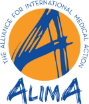 THE ALLIANCE FOR INTERNATIONAL MEDICAL ACTION
ALIMA